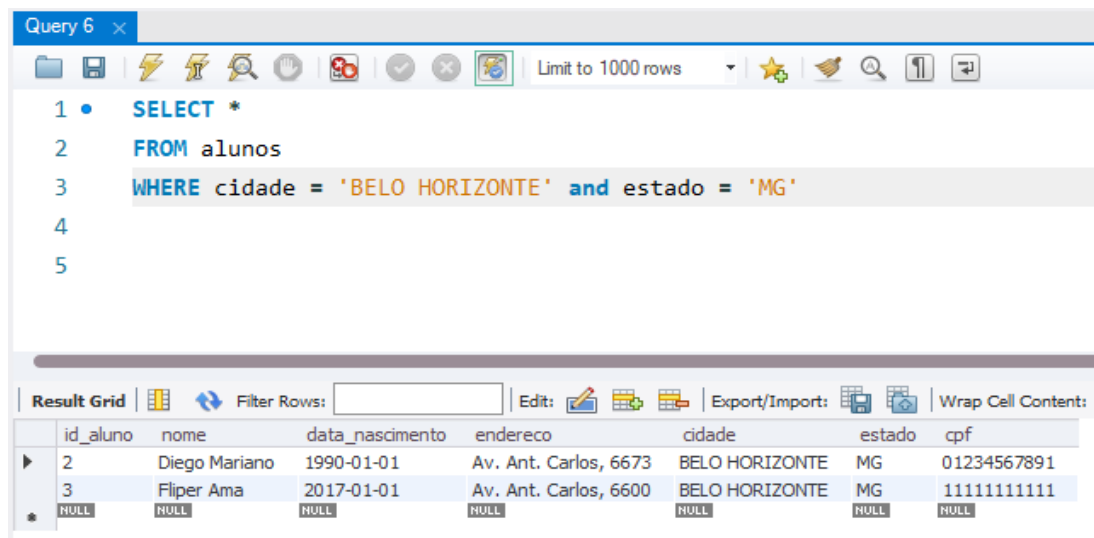 Query 6
Limit to 1000 rows
1 SELECT *
2 FROM alunos
3 WHERE cidade = 'BELO HORIZONTE' and estado = 'MG'
4
5
Result Grid Filter Rows: Edit: Export/Import: Wrap Cell Content:
id_aluno nome data_nascimento endereco cidade estado cpf
2 Diego Mariano 1990-01-01 Av. Ant. Carlos, 6673 BELO HORIZONTE MG 01234567891
3 Fliper Ama 2017-01-01 Av. Ant. Carlos, 6600 BELO HORIZONTE MG 11111111111
NULL NULL NULL NULL NULL NULL NULL